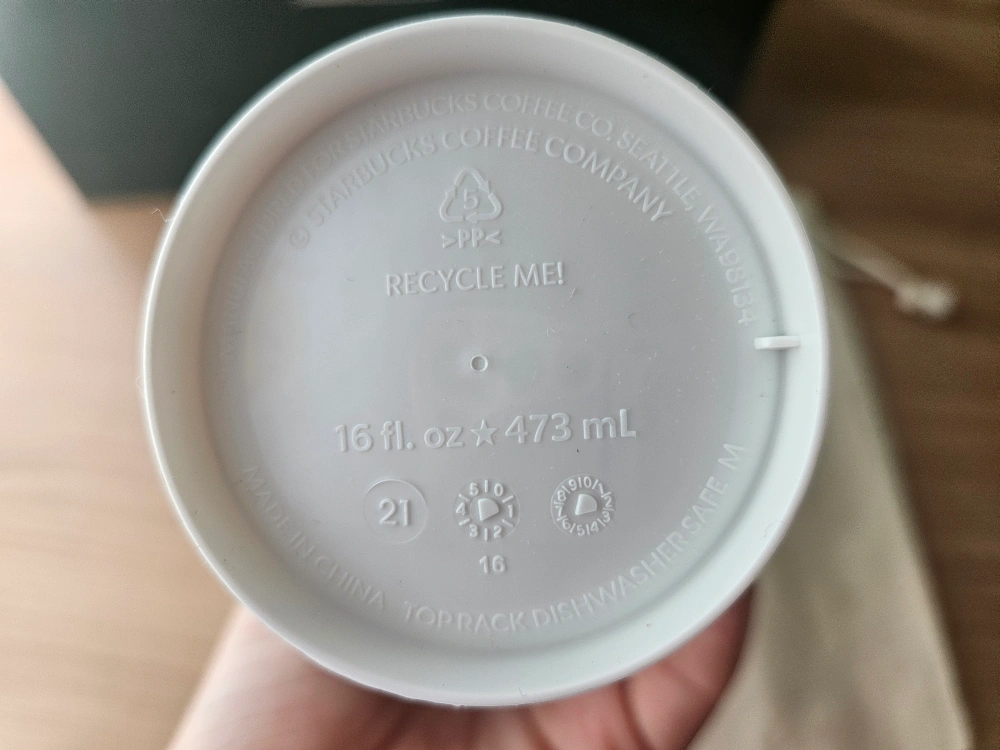 FOR STARBUCKS COFFEE CO. SEATTLE, WA 98134
© STARBUCKS COFFEE COMPANY
5
>PP<
RECYCLE ME!
16 fl. oz ☆ 473 mL
21
16
MADE IN CHINA TOP RACK DISHWASHER SAFE M